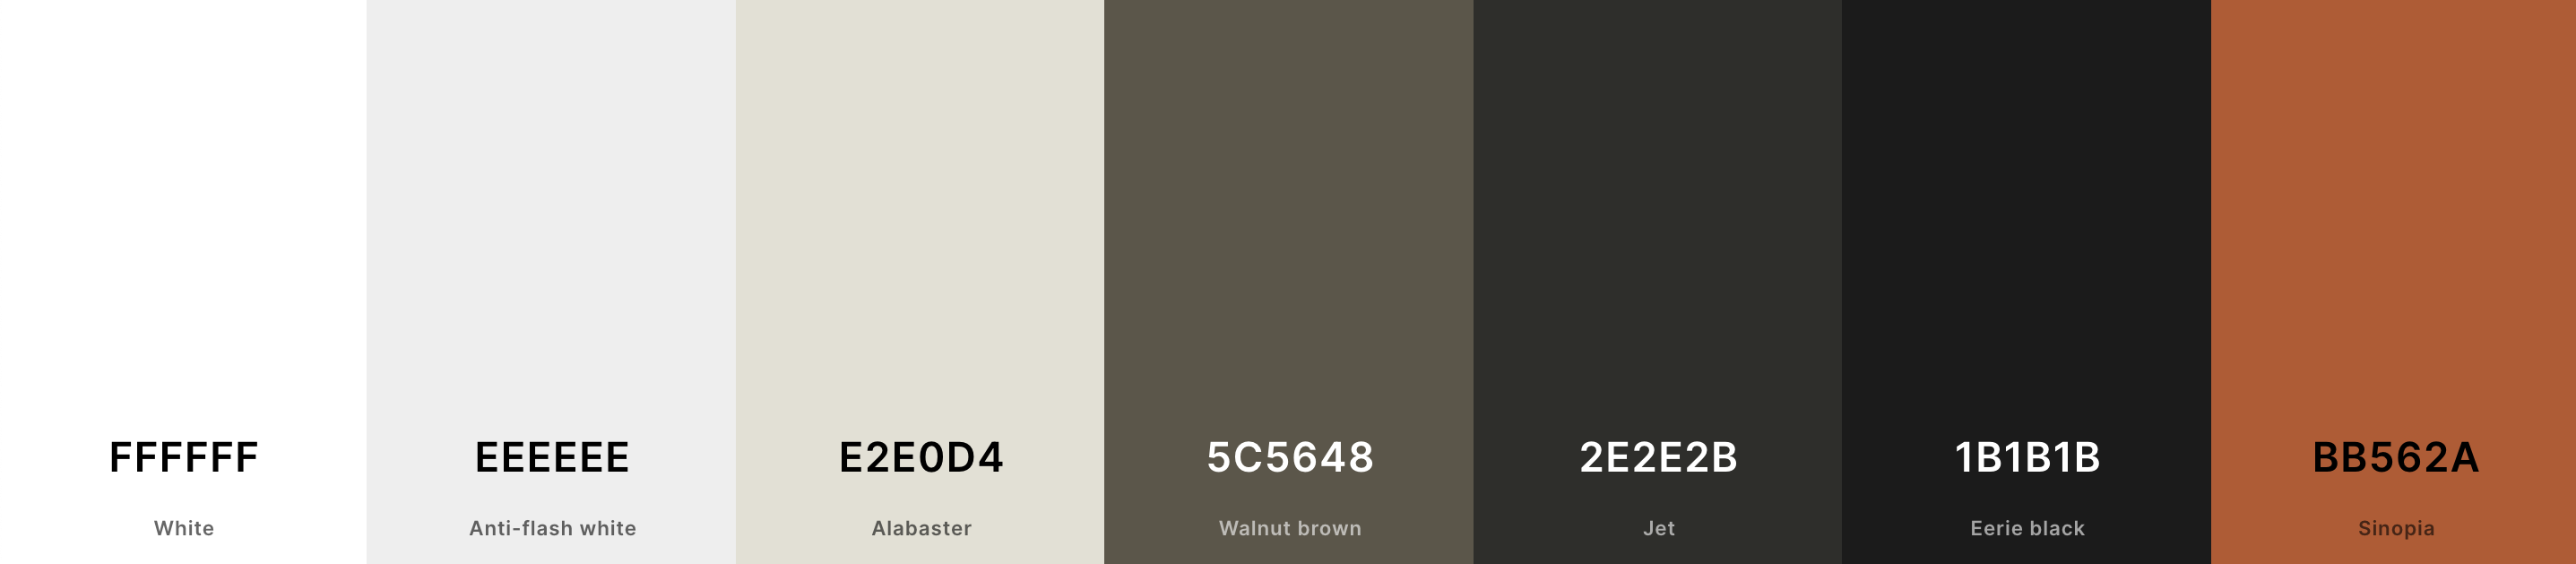 FFFFFF
White
EEEEEE
Anti-flash white
E2E0D4
Alabaster
5C5648
Walnut brown
2E2E2B
Jet
1B1B1B
Eerie black
BB562A
Sinopia